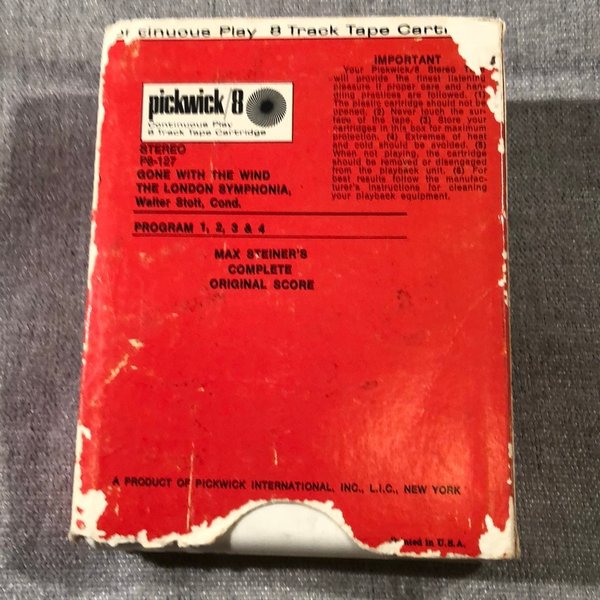 tinuous Play 8 Track Tape Cartri
pickwick/8
Continuous Play
8 Track Tape Cartridge
STEREO
P8-127
GONE WITH THE WIND
THE LONDON SYMPHONIA,
Walter Stott, Cond.
PROGRAM 1, 2, 3 & 4
MAX STEINER'S
COMPLETE
ORIGINAL SCORE
IMPORTANT
Your Pickwick/8 Stereo
will provide the finest listening
pleasure if proper care and han-
dling practices are followed. (1)
The plastic cartridge should not be
opened. (2) Never touch the sur-
face of the tape. (3) Store your
cartridges in this box for maximum
protection. (4) Extremes of heat
and cold should be avoided. (5)
When not playing, the cartridge
should be removed or disengaged
from the playback unit. (6) For
best results follow the manufac-
turer's instructions for cleaning
your playback equipment.
A PRODUCT OF PICKWICK INTERNATIONAL, INC., L.I.C., NEW YORK
nted in U.S.A.